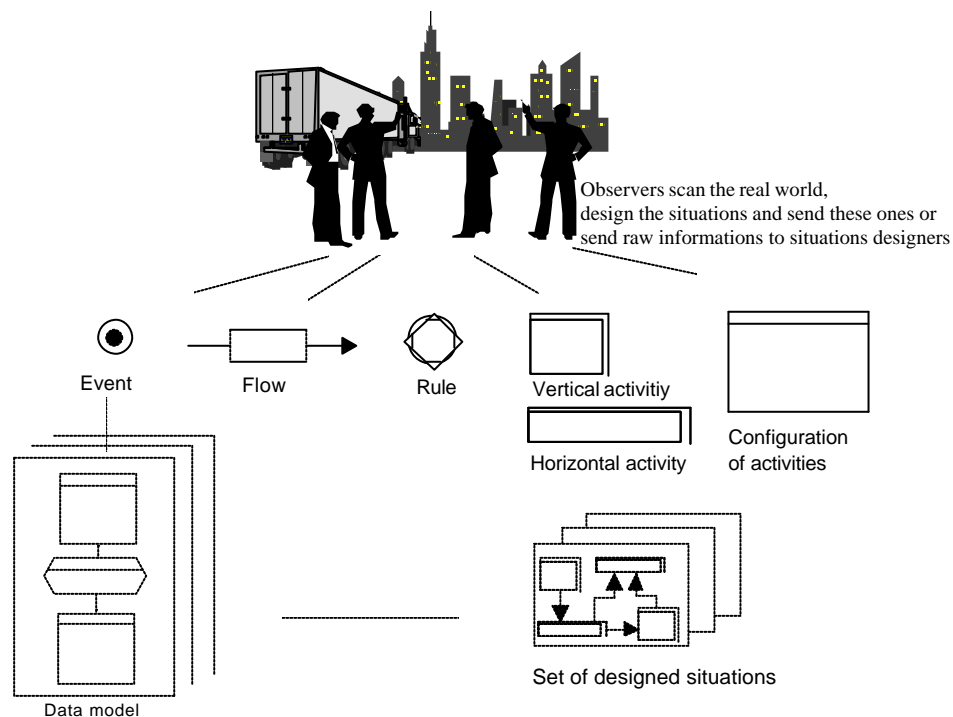 Observers scan the real world,
design the situations and send these ones or
send raw informations to situations designers
Event
Flow
Rule
Vertical activitiy
Horizontal activity
Configuration
of activities
Set of designed situations
Data model